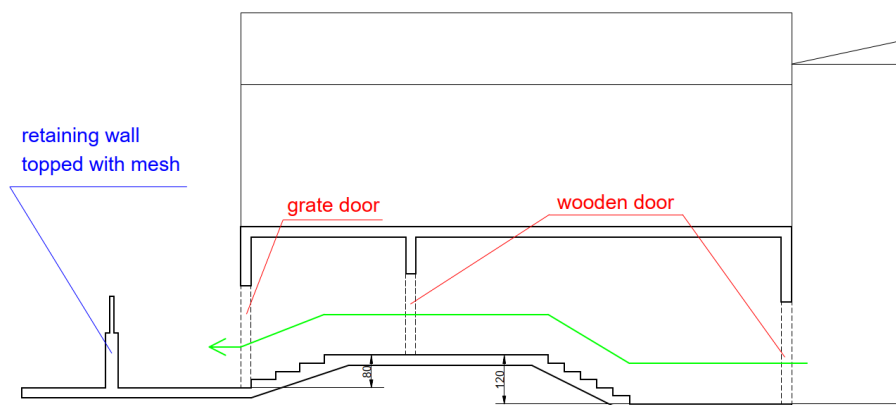 retaining wall
topped with mesh
grate door
wooden door
80
120